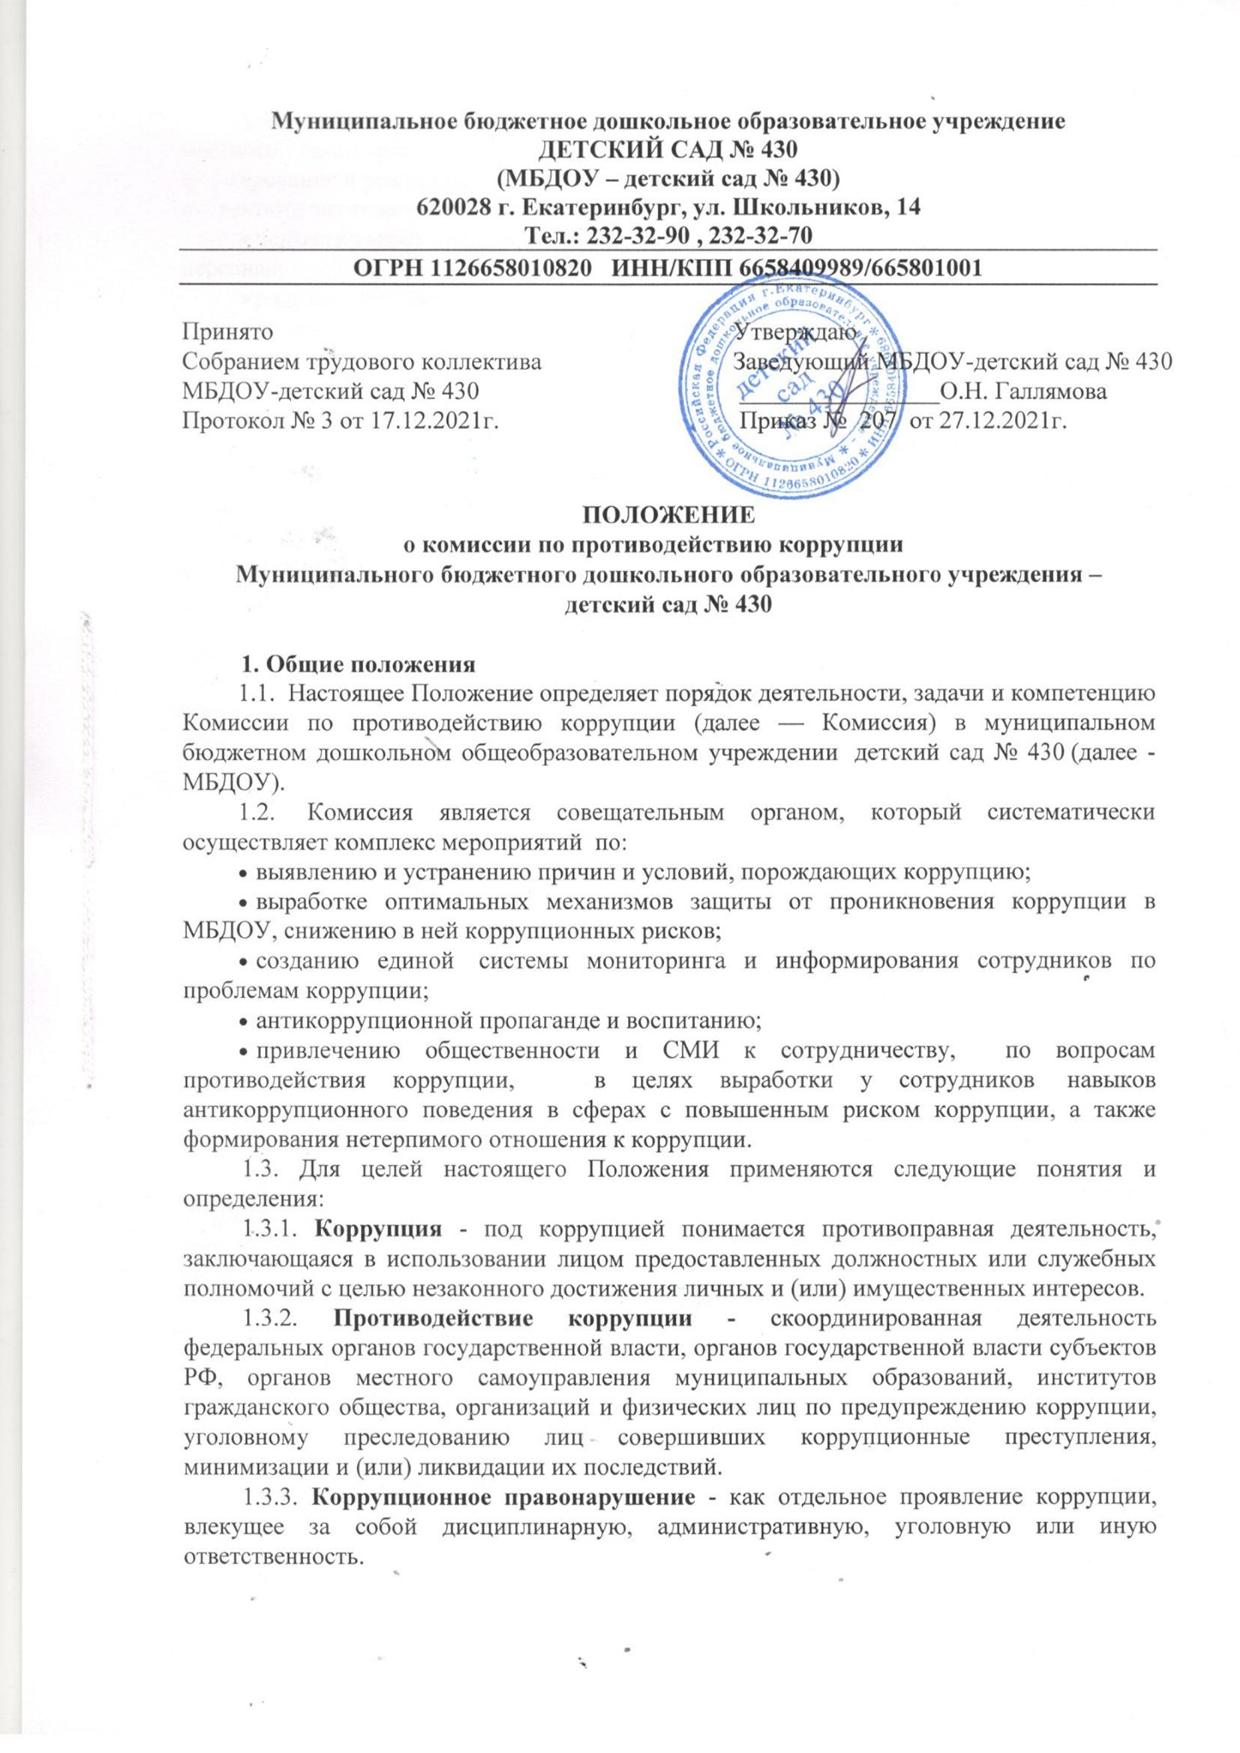 Муниципальное бюджетное дошкольное образовательное учреждение
ДЕТСКИЙ САД № 430
(МБДОУ – детский сад № 430)
620028 г. Екатеринбург, ул. Школьников, 14
Тел.: 232-32-90 , 232-32-70
ОГРН 1126658010820 ИНН/КПП 6658409989/665801001
Принято
Собранием трудового коллектива
МБДОУ-детский сад № 430
Протокол № 3 от 17.12.2021г.
Утверждаю
Заведующий МБДОУ-детский сад № 430
О.Н. Галлямова
Приказ № 207 от 27.12.2021г.
Российская Федерация г.Екатеринбург
ОГРН 1126658010820
детский
сад
№ 430
ПОЛОЖЕНИЕ
о комиссии по противодействию коррупции
Муниципального бюджетного дошкольного образовательного учреждения –
детский сад № 430
1. Общие положения
1.1. Настоящее Положение определяет порядок деятельности, задачи и компетенцию
Комиссии по противодействию коррупции (далее — Комиссия) в муниципальном
бюджетном дошкольном общеобразовательном учреждении детский сад № 430 (далее -
МБДОУ).
1.2. Комиссия является совещательным органом, который систематически
осуществляет комплекс мероприятий по:
• выявлению и устранению причин и условий, порождающих коррупцию;
• выработке оптимальных механизмов защиты от проникновения коррупции в
МБДОУ, снижению в ней коррупционных рисков;
• созданию единой системы мониторинга и информирования сотрудников по
проблемам коррупции;
• антикоррупционной пропаганде и воспитанию;
• привлечению общественности и СМИ к сотрудничеству, по вопросам
противодействия коррупции, в целях выработки у сотрудников навыков
антикоррупционного поведения в сферах с повышенным риском коррупции, а также
формирования нетерпимого отношения к коррупции.
1.3. Для целей настоящего Положения применяются следующие понятия и
определения:
1.3.1. Коррупция - под коррупцией понимается противоправная деятельность,
заключающаяся в использовании лицом предоставленных должностных или служебных
полномочий с целью незаконного достижения личных и (или) имущественных интересов.
1.3.2. Противодействие коррупции - скоординированная деятельность
федеральных органов государственной власти, органов государственной власти субъектов
РФ, органов местного самоуправления муниципальных образований, институтов
гражданского общества, организаций и физических лиц по предупреждению коррупции,
уголовному преследованию лиц совершивших коррупционные преступления,
минимизации и (или) ликвидации их последствий.
1.3.3. Коррупционное правонарушение - как отдельное проявление коррупции,
влекущее за собой дисциплинарную, административную, уголовную или иную
ответственность.